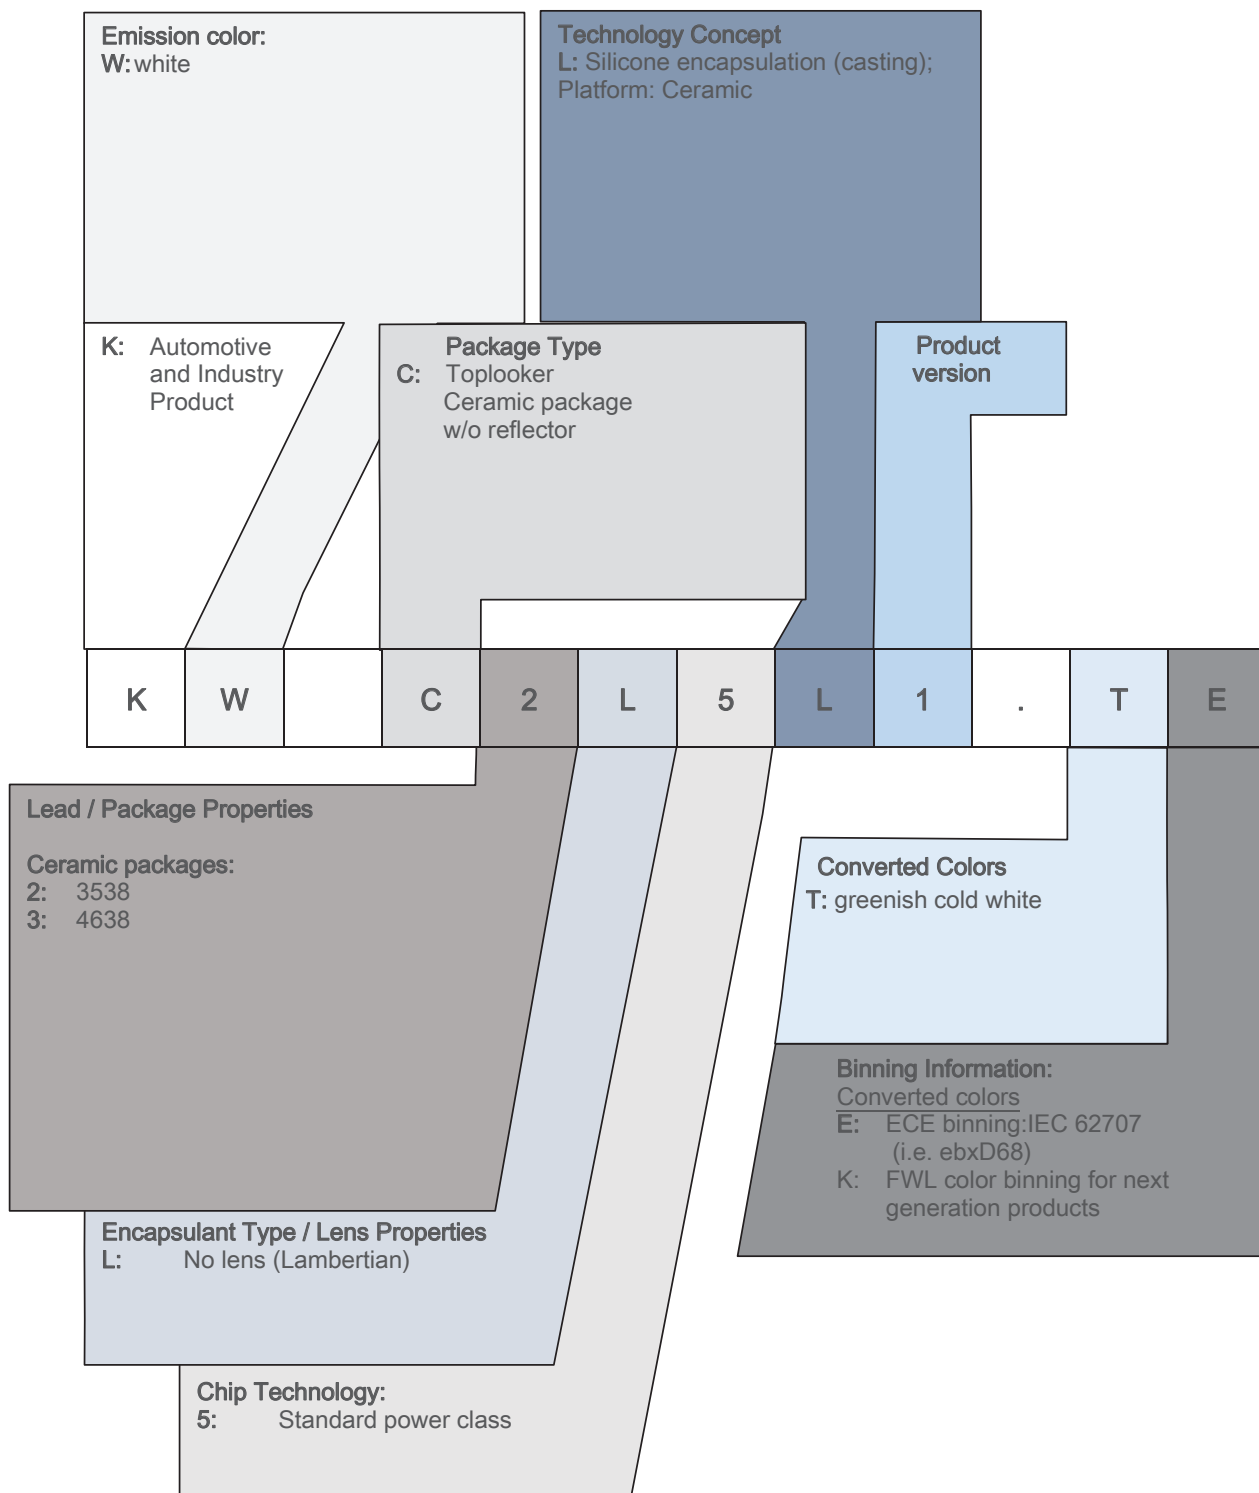 Emission color:
W: white
Technology Concept
L: Silicone encapsulation (casting);
Platform: Ceramic
K: Automotive
and Industry
Product
Package Type
C: Toplooker
Ceramic package
w/o reflector
Product
version
K W C 2 L 5 L 1 . T E
Lead / Package Properties
Ceramic packages:
2: 3538
3: 4638
Converted Colors
T: greenish cold white
Binning Information:
Converted colors
E: ECE binning:IEC 62707
(i.e. ebxD68)
K: FWL color binning for next
generation products
Encapsulant Type / Lens Properties
L: No lens (Lambertian)
Chip Technology:
5: Standard power class